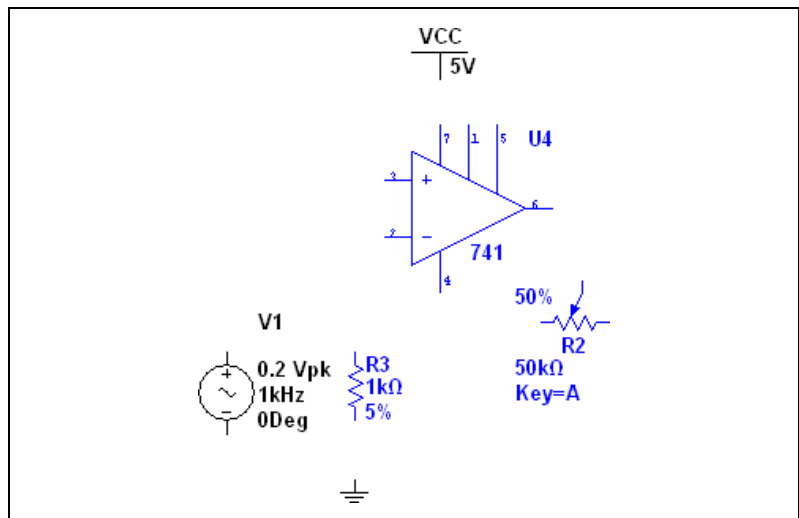 VCC
5V
7 1 5
U4
3 +
6
2 −
741
4
50%
V1
R2
0.2 Vpk
R3
1kΩ
50kΩ
1kHz
Key=A
0Deg
5%